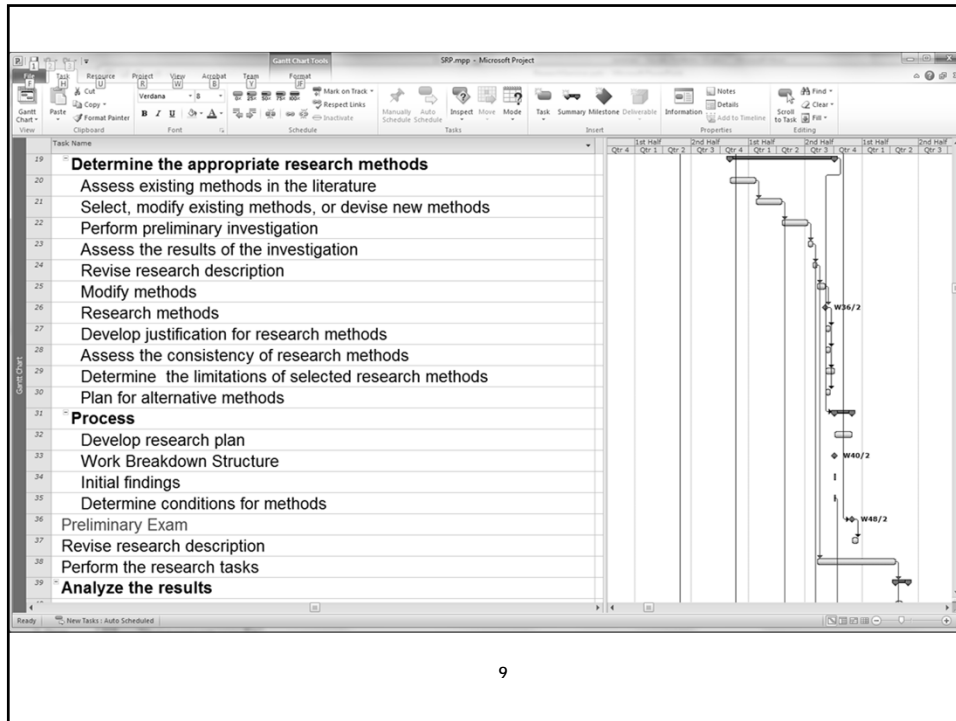 Gantt Chart Tools
SRP.mpp - Microsoft Project
1 2 3
File Task Resource Project View Acrobat Team Format
F H U R W B Y JF
Gantt Chart
View
Paste
Cut
Copy
Format Painter
Clipboard
Verdana 8
B I U A
Font
0% 25% 50% 75% 100%
Mark on Track
Respect Links
Inactivate
Schedule
Manually Schedule
Auto Schedule
Inspect Move Mode
Tasks
Task Summary Milestone Deliverable
Insert
Information
Notes
Details
Add to Timeline
Properties
Scroll to Task
Find
Clear
Fill
Editing
Task Name
1st Half 2nd Half 1st Half 2nd Half 1st Half 2nd Half
Qtr 4 Qtr 1 Qtr 2 Qtr 3 Qtr 4 Qtr 1 Qtr 2 Qtr 3 Qtr 4 Qtr 1 Qtr 2 Qtr 3
19 Determine the appropriate research methods
20 Assess existing methods in the literature
21 Select, modify existing methods, or devise new methods
22 Perform preliminary investigation
23 Assess the results of the investigation
24 Revise research description
25 Modify methods
26 Research methods W36/2
27 Develop justification for research methods
28 Assess the consistency of research methods
29 Determine the limitations of selected research methods
30 Plan for alternative methods
31 Process
32 Develop research plan
33 Work Breakdown Structure W40/2
34 Initial findings
35 Determine conditions for methods
36 Preliminary Exam W48/2
37 Revise research description
38 Perform the research tasks
39 Analyze the results
Gantt Chart
Ready New Tasks : Auto Scheduled
9